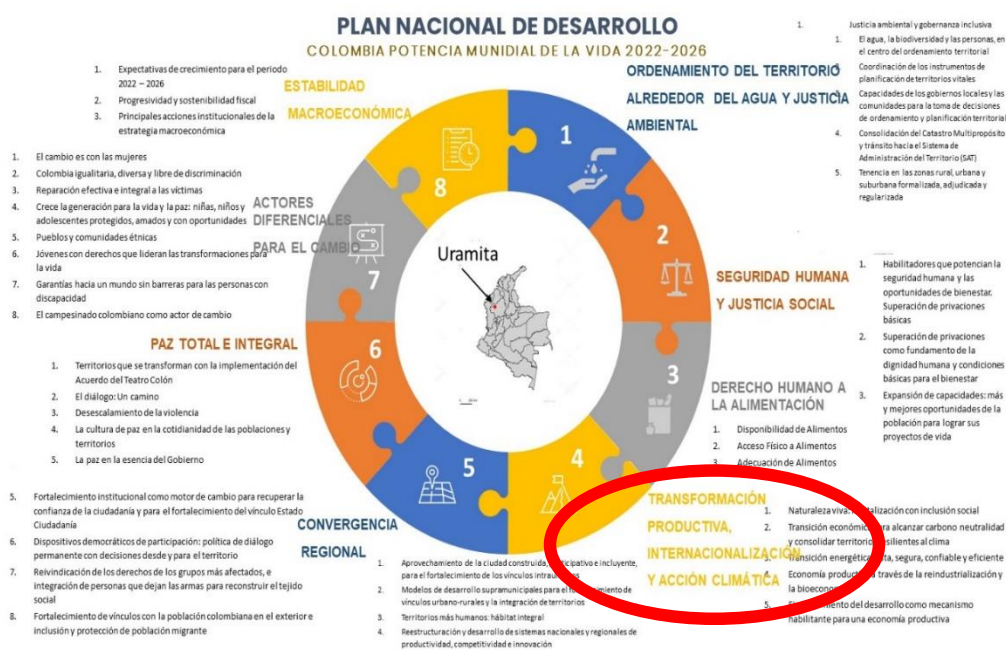 PLAN NACIONAL DE DESARROLLO
COLOMBIA POTENCIA MUNDIAL DE LA VIDA 2022-2026
1. Expectativas de crecimiento para el periodo
2022 – 2026
2. Progresividad y sostenibilidad fiscal
3. Principales acciones institucionales de la
estrategia macroeconómica
ESTABILIDAD
MACROECONÓMICA
8
ORDENAMIENTO DEL TERRITORIO
ALREDEDOR DEL AGUA Y JUSTICIA
AMBIENTAL
1
1. Justicia ambiental y gobernanza inclusiva
1. El agua, la biodiversidad y las personas, en
el centro del ordenamiento territorial
Coordinación de los instrumentos de
planificación de territorios vitales
Capacidades de los gobiernos locales y las
comunidades para la toma de decisiones
de ordenamiento y planificación territorial
4. Consolidación del Catastro Multipropósito
y tránsito hacia el Sistema de
Administración del Territorio (SAT)
5. Tenencia en las zonas rural, urbana y
suburbana formalizada, adjudicada y
regularizada
1. El cambio es con las mujeres
2. Colombia igualitaria, diversa y libre de discriminación
3. Reparación efectiva e integral a las víctimas
4. Crece la generación para la vida y la paz: niñas, niños y
adolescentes protegidos, amados y con oportunidades
5. Pueblos y comunidades étnicas
6. Jóvenes con derechos que lideran las transformaciones para
la vida
7. Garantías hacia un mundo sin barreras para las personas con
discapacidad
8. El campesinado colombiano como actor de cambio
ACTORES
DIFERENCIALES
PARA EL CAMBIO
7
Uramita
2
SEGURIDAD HUMANA
Y JUSTICIA SOCIAL
1. Habilitadores que potencian la
seguridad humana y las
oportunidades de bienestar.
Superación de privaciones
básicas
2. Superación de privaciones
como fundamento de la
dignidad humana y condiciones
básicas para el bienestar
3. Expansión de capacidades: más
y mejores oportunidades de la
población para lograr sus
proyectos de vida
PAZ TOTAL E INTEGRAL
6
1. Territorios que se transforman con la implementación del
Acuerdo del Teatro Colón
2. El diálogo: Un camino
3. Desescalamiento de la violencia
4. La cultura de paz en la cotidianidad de las poblaciones y
territorios
5. La paz en la esencia del Gobierno
3
DERECHO HUMANO A
LA ALIMENTACIÓN
1. Disponibilidad de Alimentos
2. Acceso Físico a Alimentos
3. Adecuación de Alimentos
5. Fortalecimiento institucional como motor de cambio para recuperar la
confianza de la ciudadanía y para el fortalecimiento del vínculo Estado
Ciudadanía
6. Dispositivos democráticos de participación: política de diálogo
permanente con decisiones desde y para el territorio
7. Reivindicación de los derechos de los grupos más afectados, e
integración de personas que dejan las armas para reconstruir el tejido
social
8. Fortalecimiento de vínculos con la población colombiana en el exterior e
inclusión y protección de población migrante
5
CONVERGENCIA
REGIONAL
1. Aprovechamiento de la ciudad construida, participativo e incluyente,
para el fortalecimiento de los vínculos
2. Modelos de desarrollo supramunicipales para el fortalecimiento de
vínculos urbano-rurales y la integración de territorios
3. Territorios más humanos: hábitat integral
4. Reestructuración y desarrollo de sistemas nacionales y regionales de
productividad, competitividad e innovación
4
TRANSFORMACIÓN
PRODUCTIVA,
INTERNACIONALIZACIÓN
Y ACCIÓN CLIMÁTICA
1. Naturaleza viva: con inclusión social
2. Transición económica para alcanzar carbono neutralidad
y consolidar territorios resilientes al clima
3. Transición energética segura, confiable y eficiente
4. Economía productiva a través de la reindustrialización y
la
5. del desarrollo como mecanismo
habilitante para una economía productiva